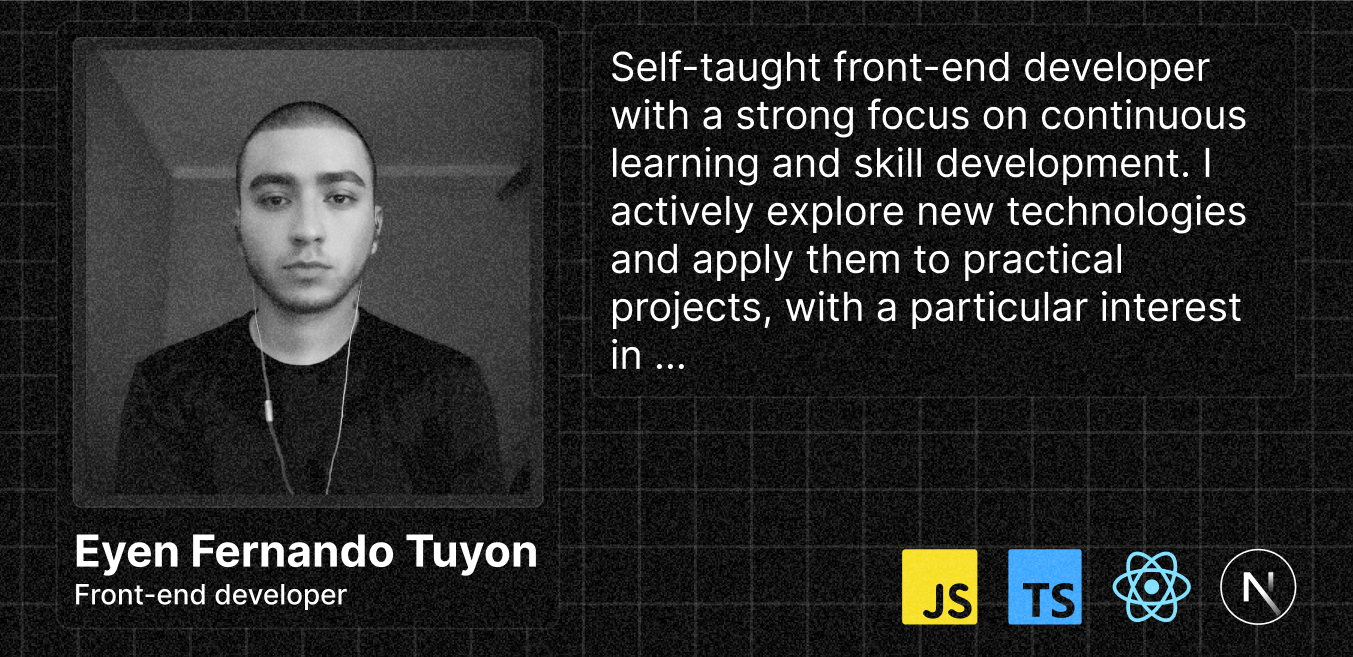 Self-taught front-end developer
with a strong focus on continuous
learning and skill development. I
actively explore new technologies
and apply them to practical
projects, with a particular interest
in ...
Eyen Fernando Tuyon
Front-end developer
JS
TS
N